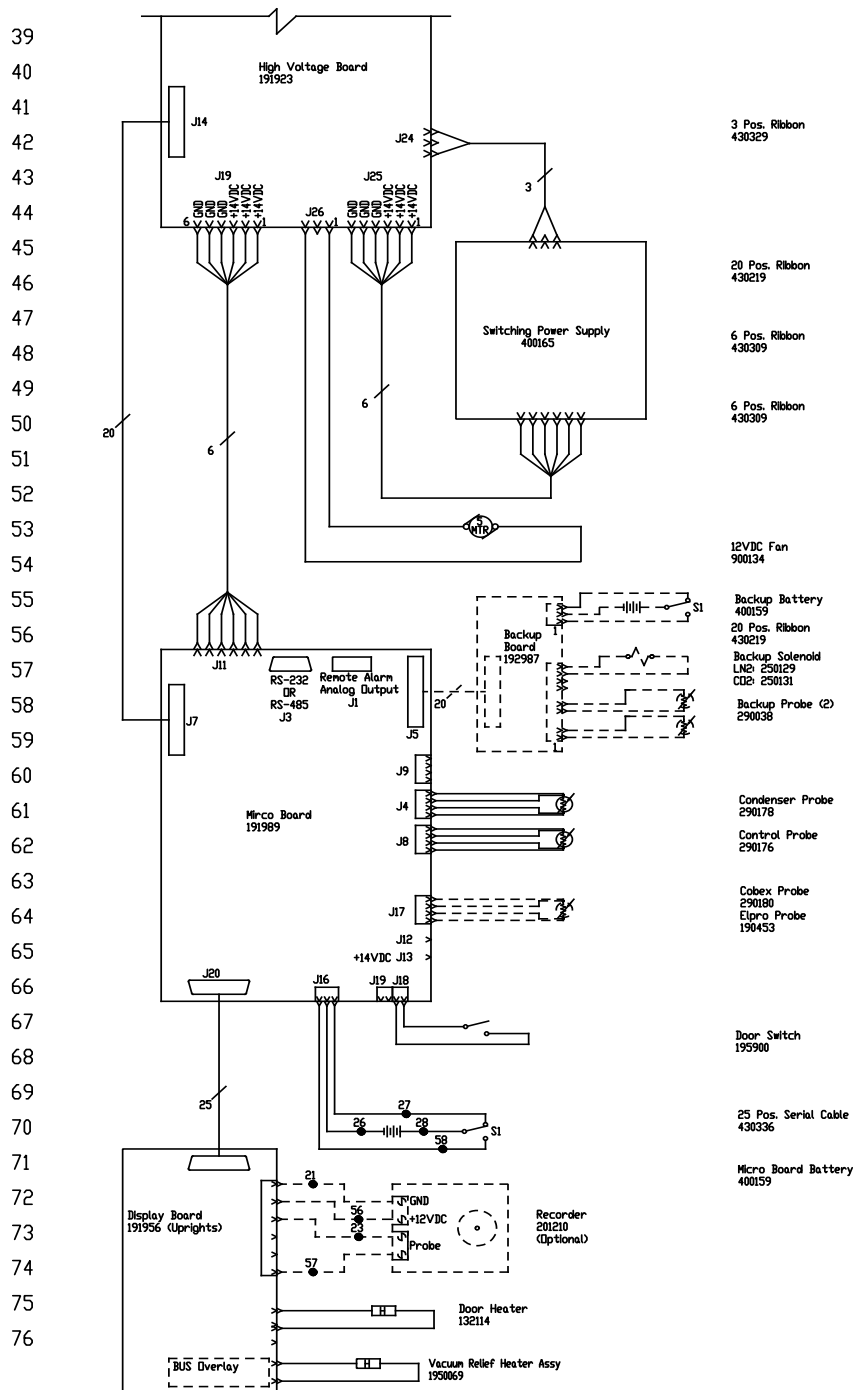 39
High Voltage Board
191923
40
41
J14
J24
3 Pos. Ribbon
430329
42
43
J19
GND
GND
GND
+14VDC
+14VDC
+14VDC
J25
GND
GND
GND
+14VDC
+14VDC
+14VDC
3
44
6
1
J26
1
1
45
20 Pos. Ribbon
430219
46
47
Switching Power Supply
400165
6 Pos. Ribbon
430309
48
49
6
6 Pos. Ribbon
430309
50
20
6
51
52
53
5
MTR
12VDC Fan
900134
54
55
S1
Backup Battery
400159
1
56
Backup
Board
192987
20 Pos. Ribbon
430219
57
J11
RS-232
OR
RS-485
J3
Remote Alarm
Analog Output
J1
20
Backup Solenoid
LN2: 250129
CO2: 250131
58
J7
J5
Backup Probe (2)
290038
59
1
60
J9
61
Mirco Board
191989
J4
Condenser Probe
290178
62
J8
Control Probe
290176
63
64
J17
Cobex Probe
290180
Elpro Probe
190453
65
J12
+14VDC J13
66
J20
J16
J19
J18
67
Door Switch
195900
68
69
25
27
25 Pos. Serial Cable
430336
70
26
28
S1
58
71
Micro Board Battery
400159
72
21
GND
73
Display Board
191956 (Uprights)
56
+12VDC
23
Probe
Recorder
201210
(Optional)
74
57
75
H
Door Heater
132114
76
BUS Overlay
H
Vacuum Relief Heater Assy
1950069